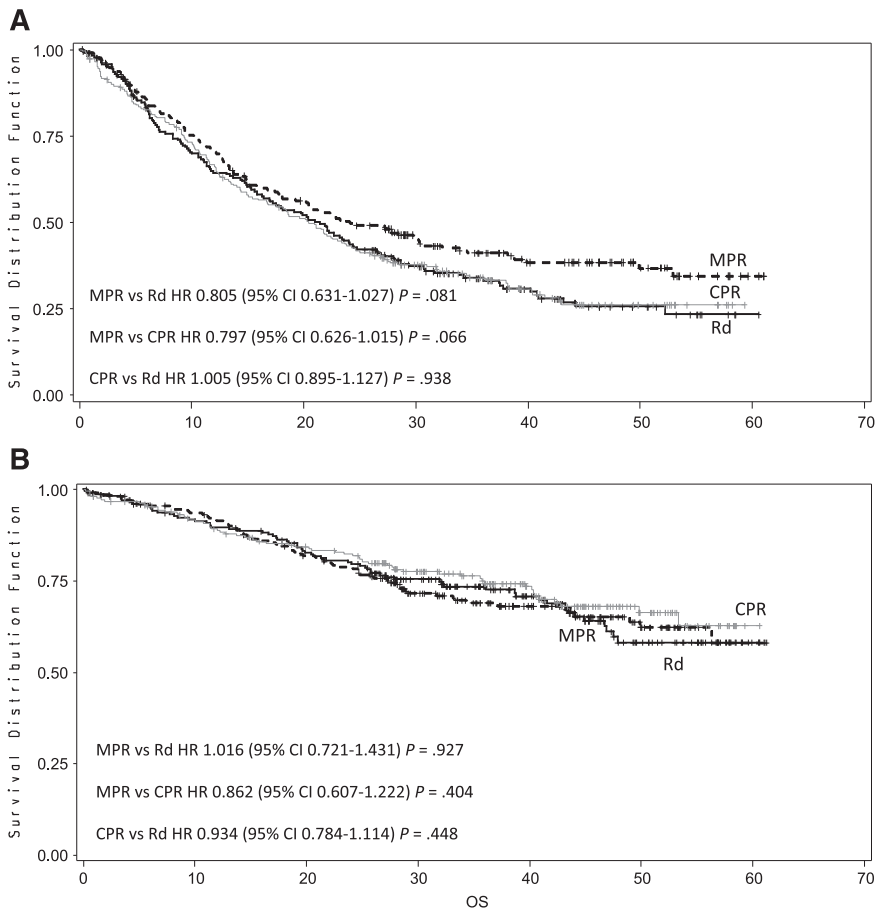 A
Survival Distribution Function
1.00
0.75
0.50
0.25
0.00
MPR
CPR
Rd
MPR vs Rd HR 0.805 (95% CI 0.631-1.027) P = .081
MPR vs CPR HR 0.797 (95% CI 0.626-1.015) P = .066
CPR vs Rd HR 1.005 (95% CI 0.895-1.127) P = .938
0 10 20 30 40 50 60 70
B
Survival Distribution Function
1.00
0.75
0.50
0.25
0.00
CPR
MPR
Rd
MPR vs Rd HR 1.016 (95% CI 0.721-1.431) P = .927
MPR vs CPR HR 0.862 (95% CI 0.607-1.222) P = .404
CPR vs Rd HR 0.934 (95% CI 0.784-1.114) P = .448
0 10 20 30 40 50 60 70
OS